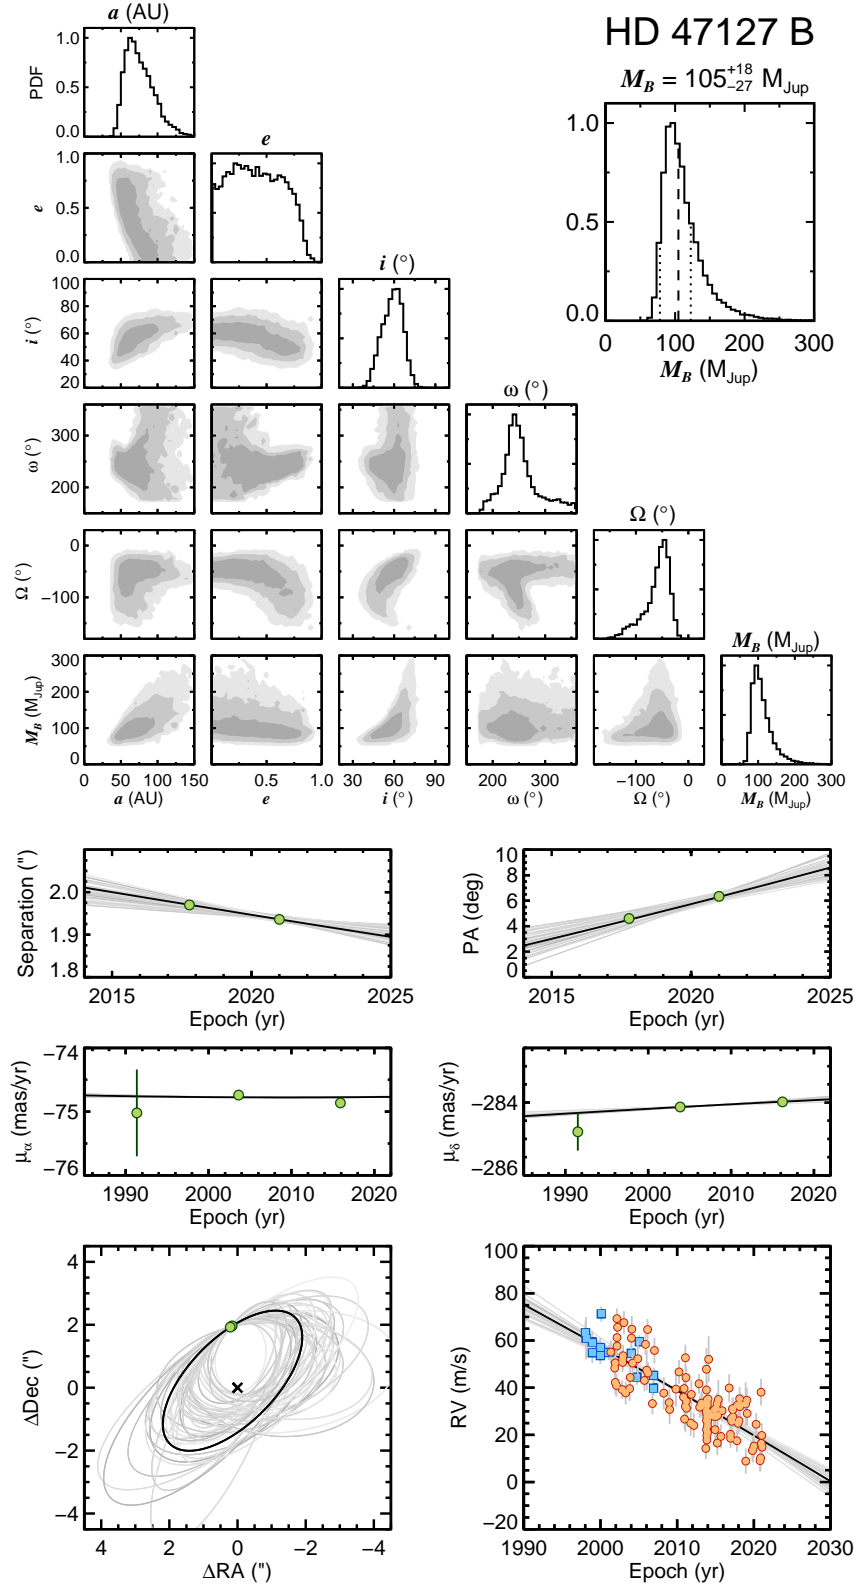 a (AU)
HD 47127 B
M_B = 105^{+18}_{−27} M_Jup
PDF
1.0
0.5
0.0
1.0
0.5
0.0
0 100 200 300
M_B (M_Jup)
e
e
1.0
0.5
0.0
i (°)
i (°)
100
80
60
40
20
ω (°)
ω (°)
300
200
Ω (°)
Ω (°)
0
−100
M_B (M_Jup)
M_B (M_Jup)
300
200
100
0
0 50 100 150
0.0 0.5 1.0
30 60 90
200 300
−100 0
0 100 200 300
a (AU)
e
i (°)
ω (°)
Ω (°)
M_B (M_Jup)
Separation (")
2.0
1.9
1.8
2015 2020 2025
Epoch (yr)
PA (deg)
10
8
6
4
2
0
2015 2020 2025
Epoch (yr)
μ_α (mas/yr)
−74
−75
−76
1990 2000 2010 2020
Epoch (yr)
μ_δ (mas/yr)
−284
−286
1990 2000 2010 2020
Epoch (yr)
ΔDec (")
4
2
0
−2
−4
4 2 0 −2 −4
ΔRA (")
RV (m/s)
100
80
60
40
20
0
−20
1990 2000 2010 2020 2030
Epoch (yr)